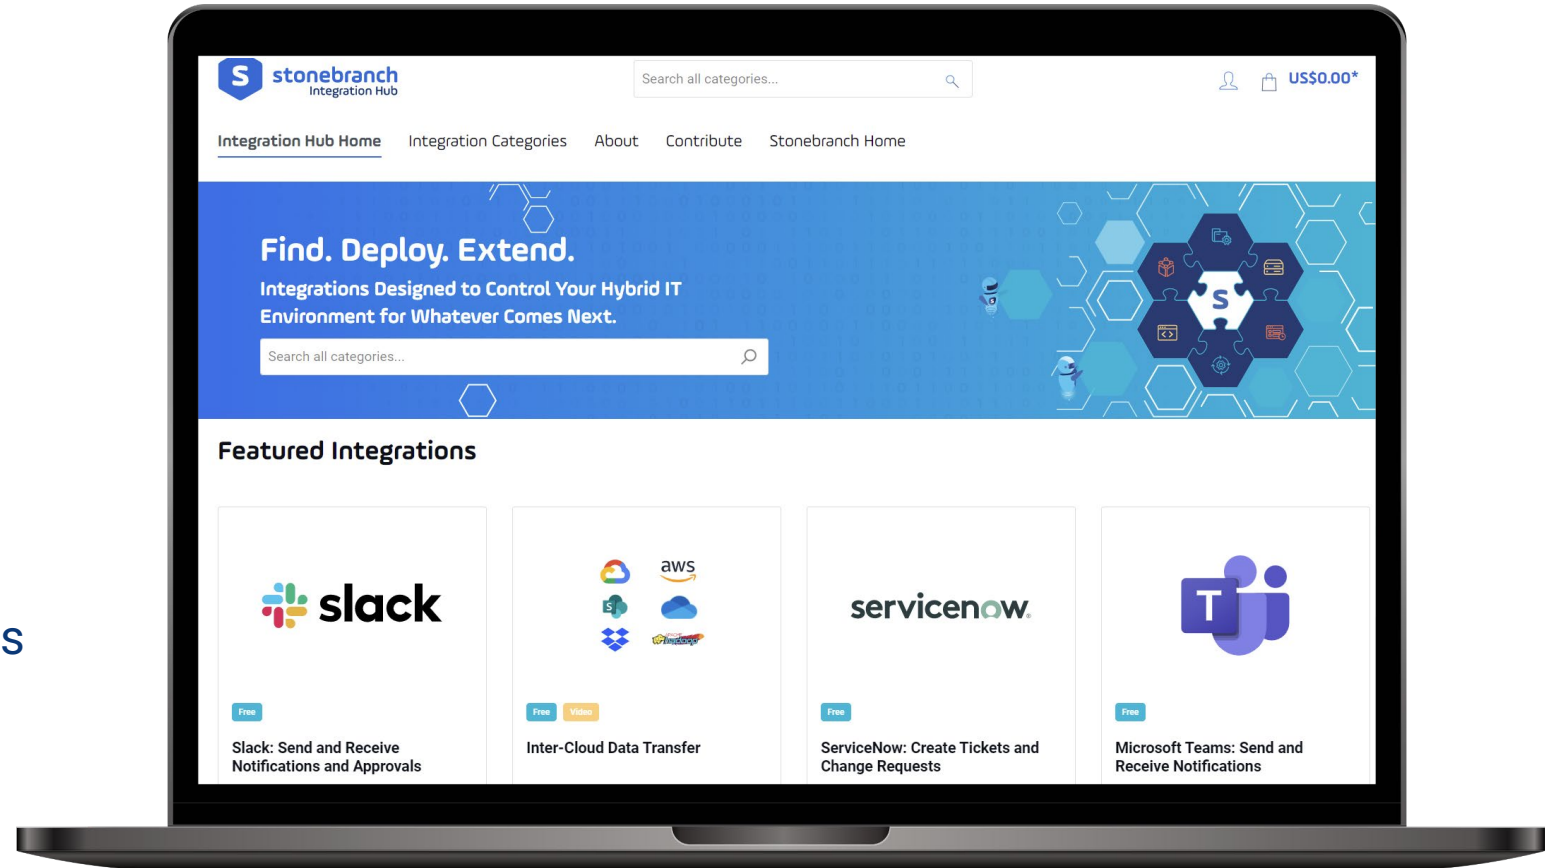 S stonebranch
Integration Hub
Search all categories...
US$0.00*
Integration Hub Home Integration Categories About Contribute Stonebranch Home
Find. Deploy. Extend.
Integrations Designed to Control Your Hybrid IT
Environment for Whatever Comes Next.
Search all categories...
S
Featured Integrations
slack
aws
S
hadoop
servicenow
T
s
Free
Free Video
Free
Free
Slack: Send and Receive
Notifications and Approvals
Inter-Cloud Data Transfer
ServiceNow: Create Tickets and
Change Requests
Microsoft Teams: Send and
Receive Notifications